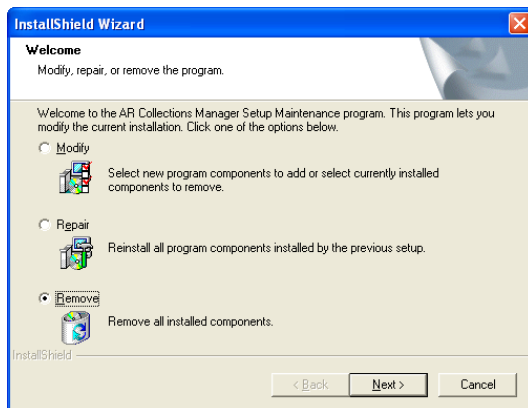 InstallShield Wizard
Welcome
Modify, repair, or remove the program.
Welcome to the AR Collections Manager Setup Maintenance program. This program lets you
modify the current installation. Click one of the options below.
Modify
Select new program components to add or select currently installed
components to remove.
Repair
Reinstall all program components installed by the previous setup.
Remove
Remove all installed components.
InstallShield
< Back Next > Cancel